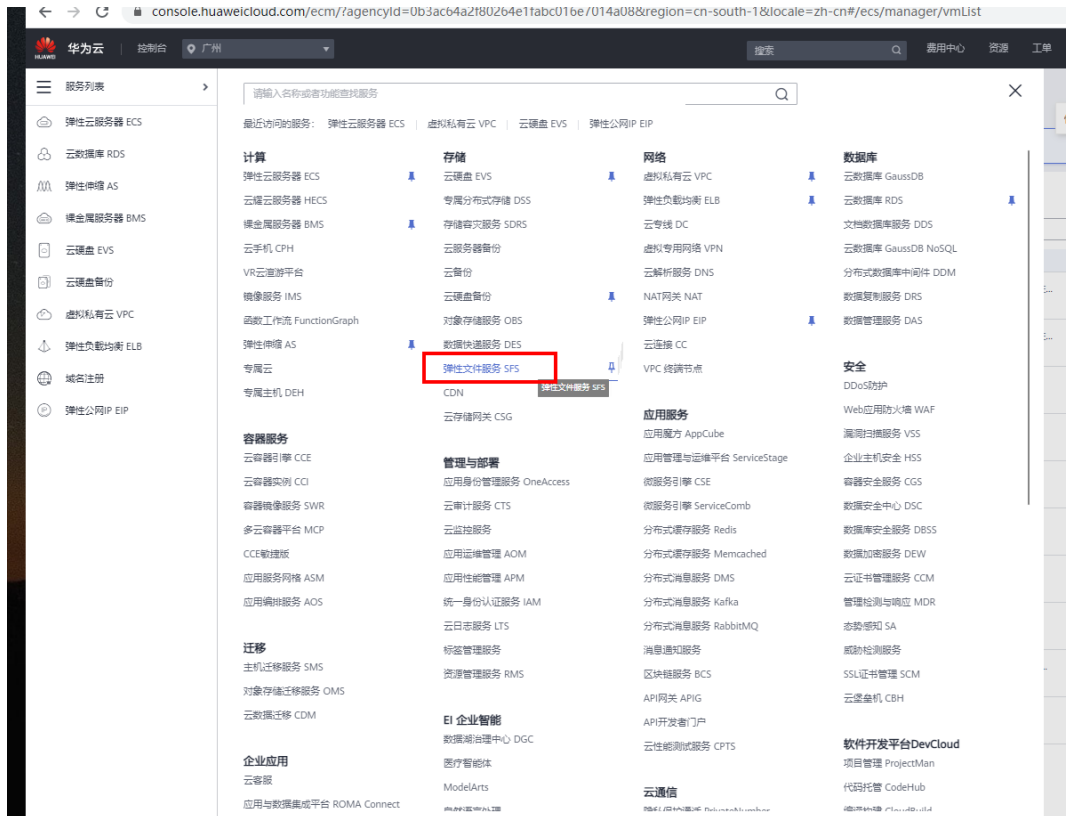 console.huaweicloud.com/ecm/?agencyId=0b3ac64a2f80264e1fabc016e7014a08&region=cn-south-1&locale=zh-cn#/ecs/manager/vmList
HUAWEI 华为云 控制台 广州 搜索 费用中心 资源 工单
服务列表
弹性云服务器 ECS
云数据库 RDS
弹性伸缩 AS
裸金属服务器 BMS
云硬盘 EVS
云硬盘备份
虚拟私有云 VPC
弹性负载均衡 ELB
域名注册
弹性公网IP EIP
请输入名称或者功能查找服务
最近访问的服务： 弹性云服务器 ECS 虚拟私有云 VPC 云硬盘 EVS 弹性公网IP EIP
计算
弹性云服务器 ECS
云耀云服务器 HECS
裸金属服务器 BMS
云手机 CPH
VR云渲游平台
镜像服务 IMS
函数工作流 FunctionGraph
弹性伸缩 AS
专属云
专属主机 DEH
容器服务
云容器引擎 CCE
云容器实例 CCI
容器镜像服务 SWR
多云容器平台 MCP
CCE敏捷版
应用服务网格 ASM
应用编排服务 AOS
迁移
主机迁移服务 SMS
对象存储迁移服务 OMS
云数据迁移 CDM
企业应用
云客服
应用与数据集成平台 ROMA Connect
存储
云硬盘 EVS
专属分布式存储 DSS
存储容灾服务 SDRS
云服务器备份
云备份
云硬盘备份
对象存储服务 OBS
数据快递服务 DES
弹性文件服务 SFS
弹性文件服务 SFS
CDN
云存储网关 CSG
管理与部署
应用身份管理服务 OneAccess
云审计服务 CTS
云监控服务
应用运维管理 AOM
应用性能管理 APM
统一身份认证服务 IAM
云日志服务 LTS
标签管理服务
资源管理服务 RMS
EI 企业智能
数据湖治理中心 DGC
医疗智能体
ModelArts
自然语言处理
网络
虚拟私有云 VPC
弹性负载均衡 ELB
云专线 DC
虚拟专用网络 VPN
云解析服务 DNS
NAT网关 NAT
弹性公网IP EIP
云连接 CC
VPC 终端节点
应用服务
应用魔方 AppCube
应用管理与运维平台 ServiceStage
微服务引擎 CSE
微服务引擎 ServiceComb
分布式缓存服务 Redis
分布式缓存服务 Memcached
分布式消息服务 DMS
分布式消息服务 Kafka
分布式消息服务 RabbitMQ
消息通知服务
区块链服务 BCS
API网关 APIG
API开发者门户
云性能测试服务 CPTS
云通信
隐私保护通话 PrivateNumber
数据库
云数据库 GaussDB
云数据库 RDS
文档数据库服务 DDS
云数据库 GaussDB NoSQL
分布式数据库中间件 DDM
数据复制服务 DRS
数据管理服务 DAS
安全
DDoS防护
Web应用防火墙 WAF
漏洞扫描服务 VSS
企业主机安全 HSS
容器安全服务 CGS
数据安全中心 DSC
数据库安全服务 DBSS
数据加密服务 DEW
云证书管理服务 CCM
管理检测与响应 MDR
态势感知 SA
威胁检测服务
SSL证书管理 SCM
云堡垒机 CBH
软件开发平台DevCloud
项目管理 ProjectMan
代码托管 CodeHub
编译构建 CloudBuild